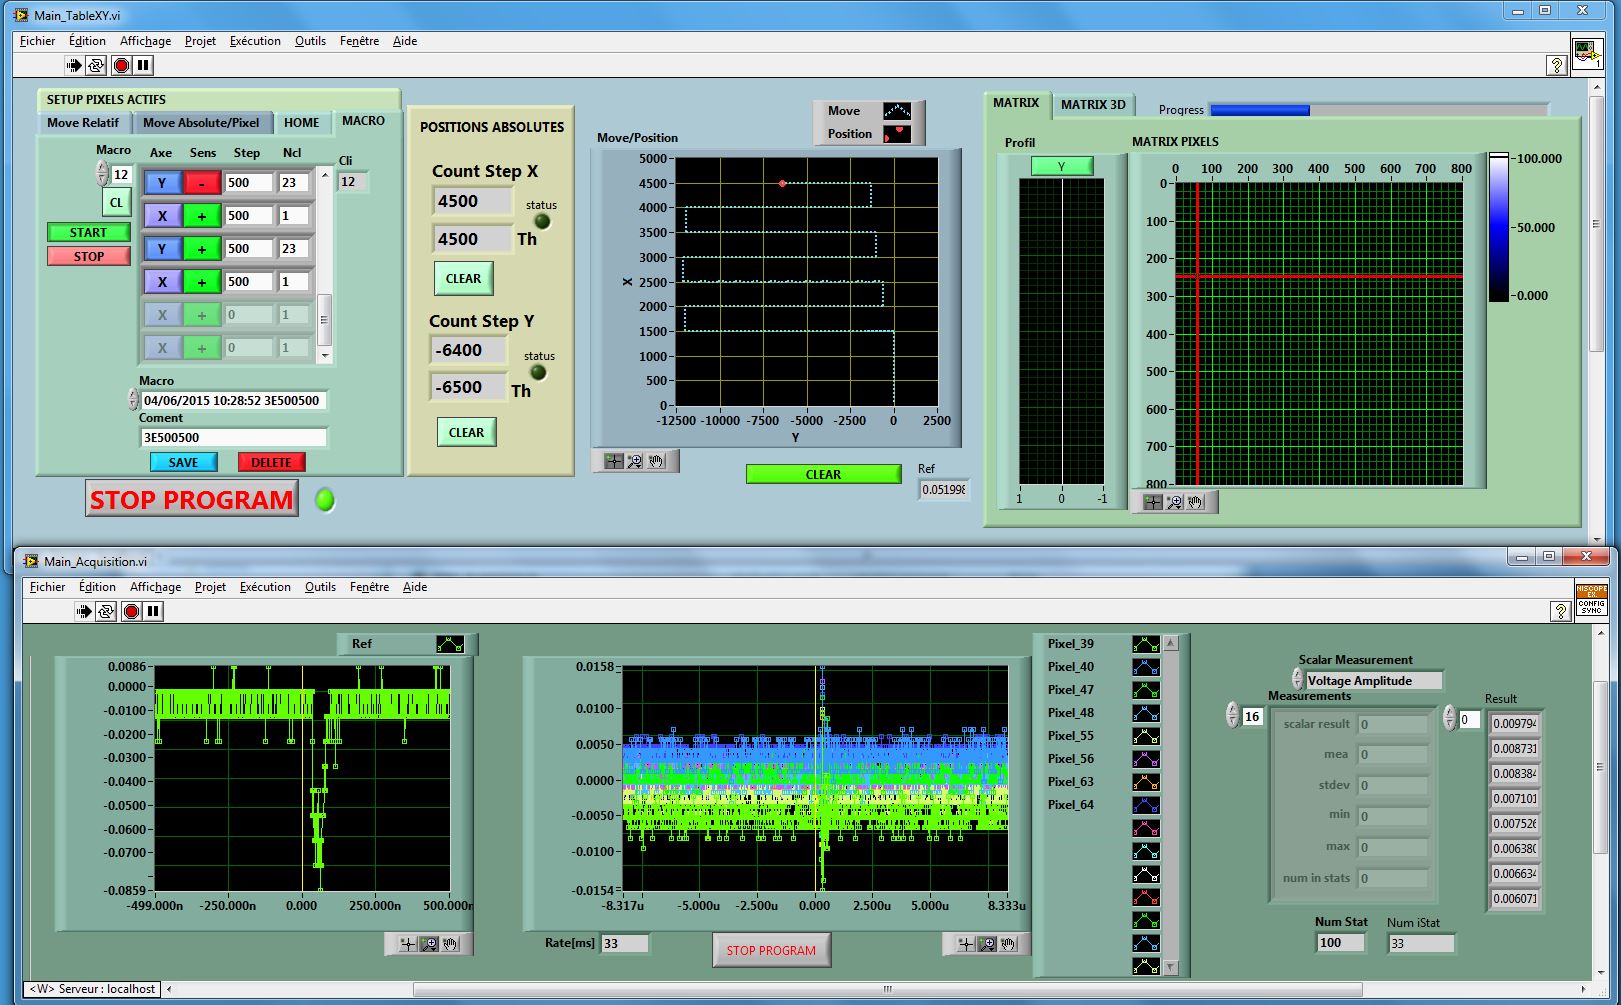 Main_TableXY.vi
Fichier Édition Affichage Projet Exécution Outils Fenêtre Aide
1
SETUP PIXELS ACTIFS
Move Relatif Move Absolute/Pixel HOME MACRO
Macro Axe Sens Step Ncl Cli
12 Y - 500 23 12
CL X + 500 1
START Y + 500 23
STOP X + 500 1
X + 0 1
X + 0 1
Macro
04/06/2015 10:28:52 3E500500
Coment
3E500500
SAVE DELETE
STOP PROGRAM
POSITIONS ABSOLUTES
Count Step X
4500 status
4500 Th
CLEAR
Count Step Y
-6400 status
-6500 Th
CLEAR
Move
Position
Move/Position
5000
4500
4000
3500
3000
2500
2000
1500
1000
500
0
X
-12500 -10000 -7500 -5000 -2500 0 2500
Y
CLEAR
Ref
0.051998
MATRIX MATRIX 3D Progress
Profil
Y
1 0 -1
MATRIX PIXELS
0 100 200 300 400 500 600 700 800
0
100
200
300
400
500
600
700
800
100.000
50.000
0.000
Main_Acquisition.vi
Fichier Édition Affichage Projet Exécution Outils Fenêtre Aide
NISCOPE
EX.
CONFIG
SYNC
Ref
0.0086
0.0000
-0.0100
-0.0200
-0.0300
-0.0400
-0.0500
-0.0600
-0.0700
-0.0859
-499.000n -250.000n 0.000 250.000n 500.000n
0.0158
0.0100
0.0050
0.0000
-0.0050
-0.0100
-0.0154
-8.317u -5.000u -2.500u 0.000 2.500u 5.000u 8.333u
Rate[ms] 33
STOP PROGRAM
Pixel_39
Pixel_40
Pixel_47
Pixel_48
Pixel_55
Pixel_56
Pixel_63
Pixel_64
Scalar Measurement
Voltage Amplitude
Measurements
16
scalar result 0
mea 0
stdev 0
min 0
max 0
num in stats 0
Result
0 0.009794
0.008731
0.008384
0.007101
0.007526
0.006380
0.006634
0.006071
Num Stat Num iStat
100 33
<W> Serveur : localhost